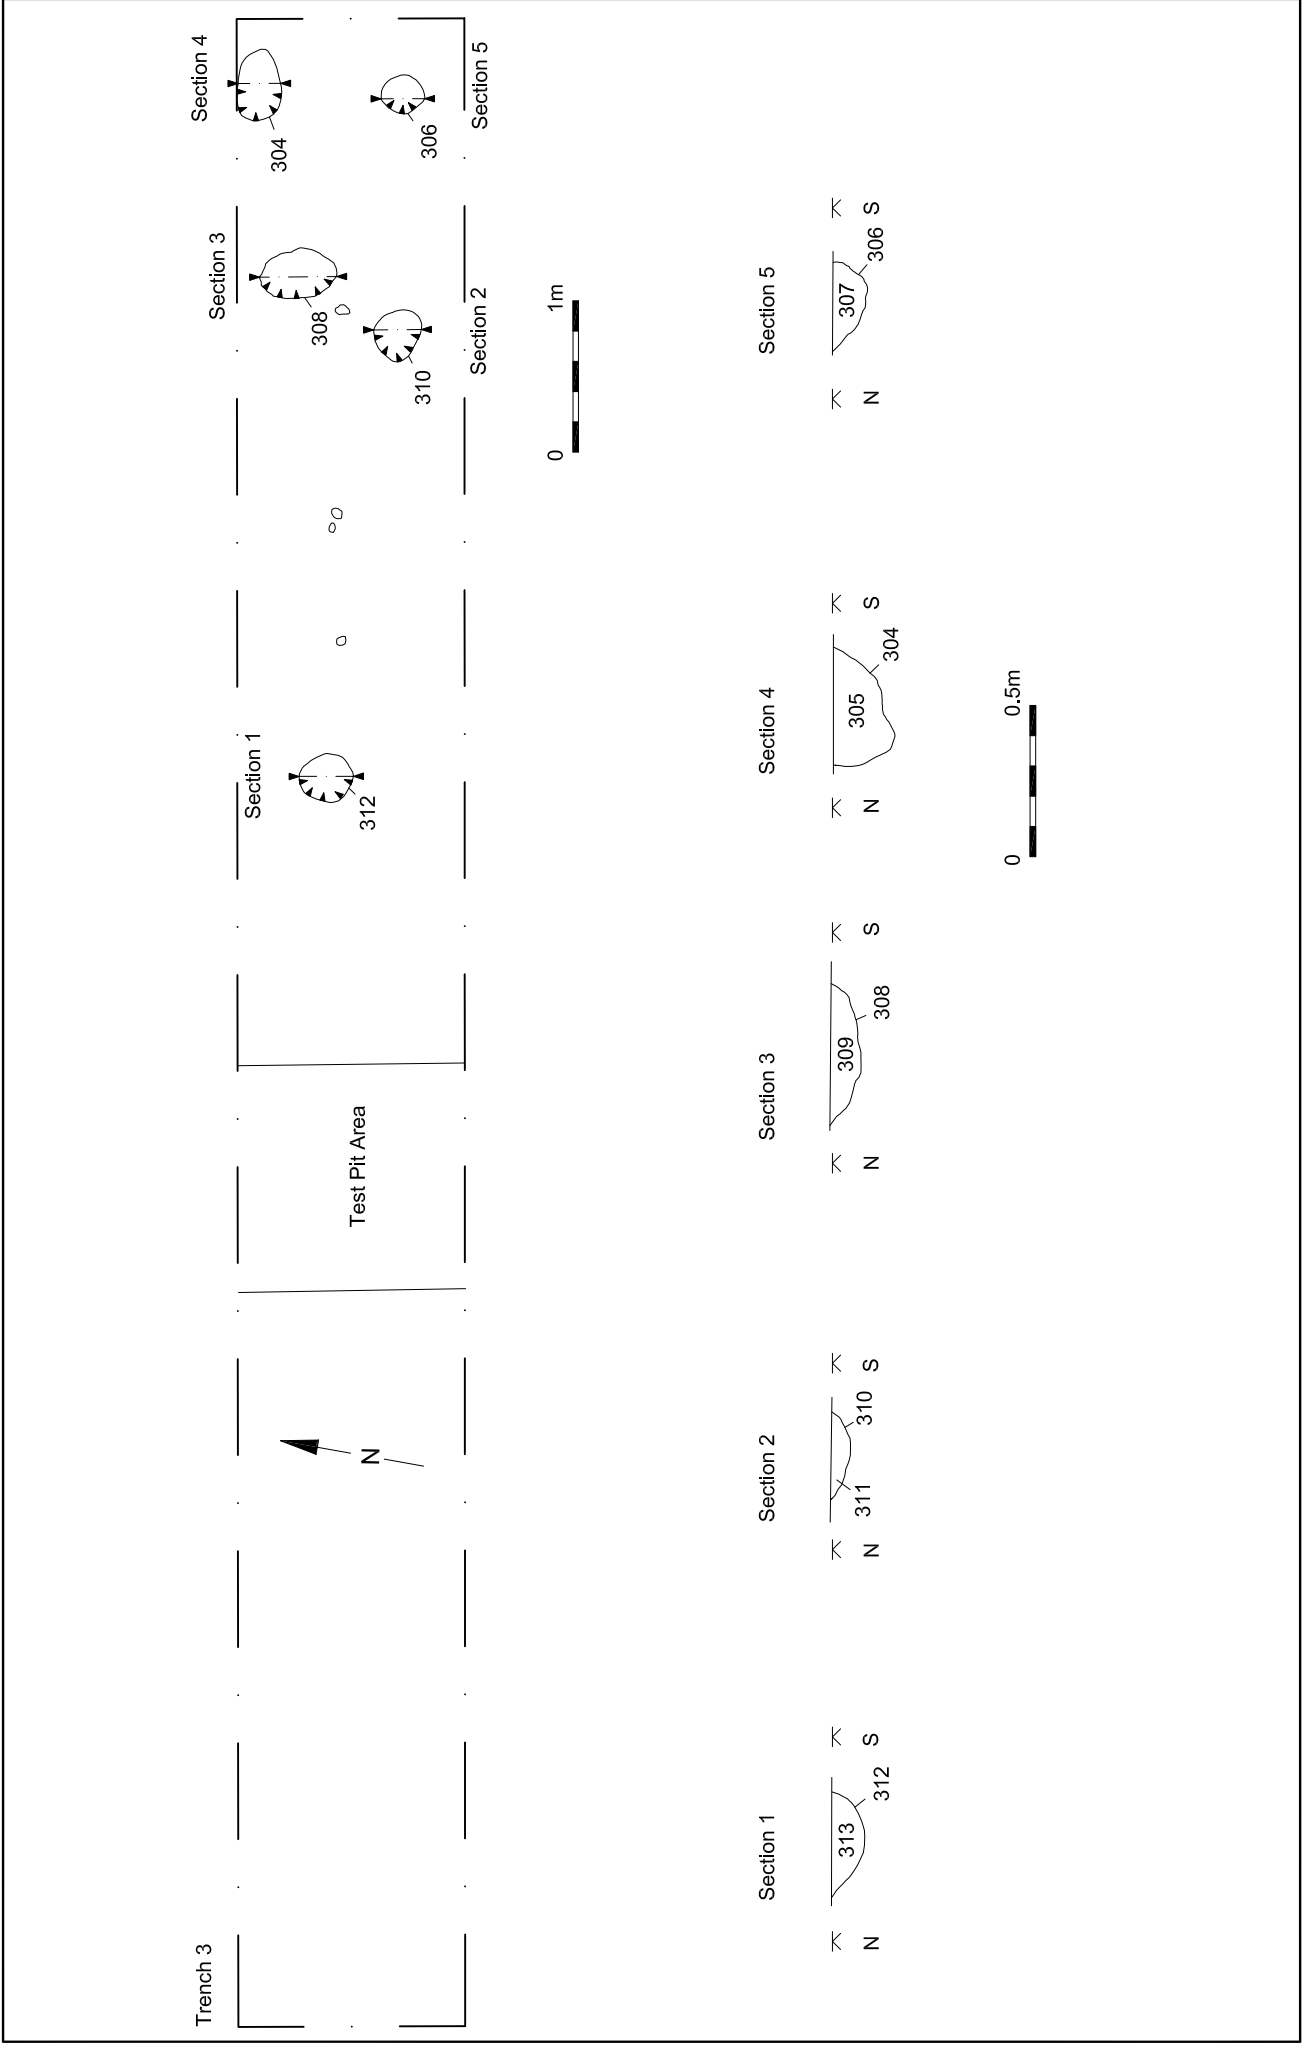 Trench 3
Section 1
312
Section 3
308
Section 2
310
Section 4
304
Section 5
306
Test Pit Area
N
0
1m
Section 1
N
313
312
S
Section 2
N
311
310
S
Section 3
N
309
308
S
Section 4
N
305
304
S
Section 5
N
307
306
S
0
0.5m